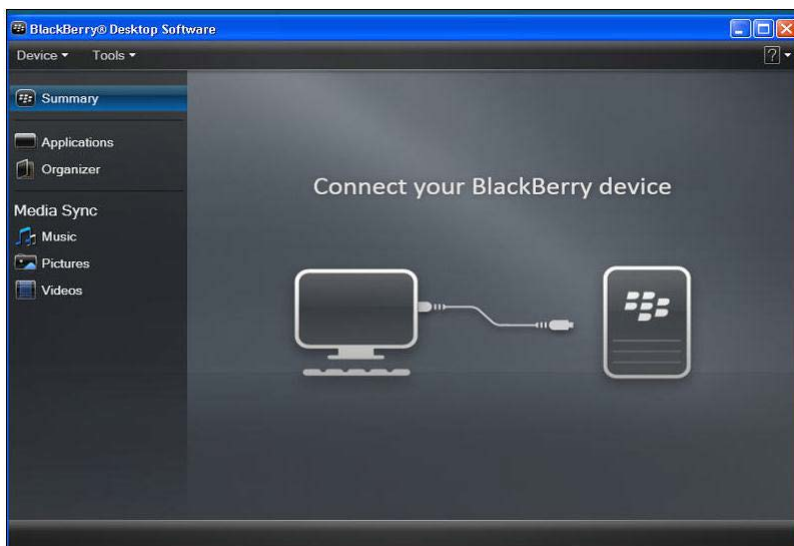 BlackBerry® Desktop Software
Device Tools ?
Summary
Applications
Organizer
Connect your BlackBerry device
Media Sync
Music
Pictures
Videos